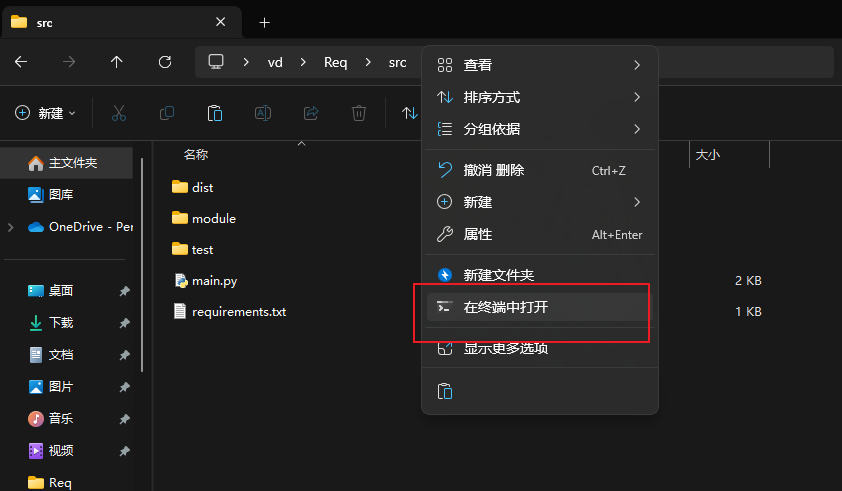 src
vd
Req
src
新建
名称
大小
主文件夹
图库
OneDrive - Per
桌面
下载
文档
图片
音乐
视频
Req
dist
module
test
main.py
2 KB
requirements.txt
1 KB
查看
排序方式
分组依据
撤消 删除 Ctrl+Z
新建
属性 Alt+Enter
新建文件夹
在终端中打开
显示更多选项